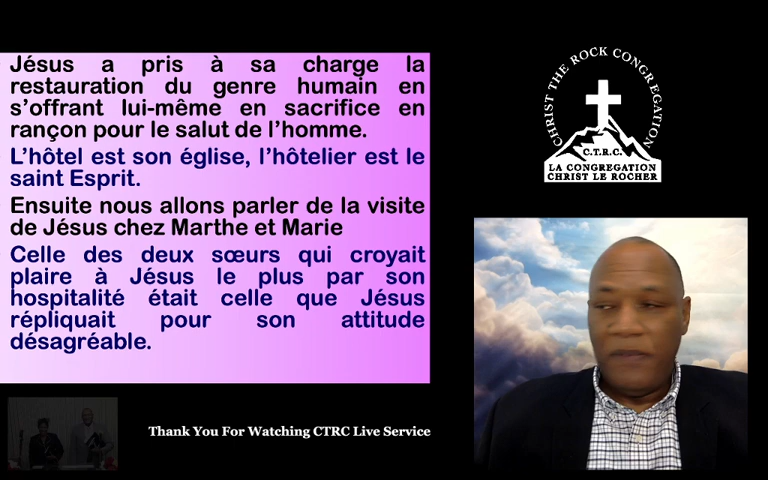 Jésus a pris à sa charge la
restauration du genre humain en
s'offrant lui-même en sacrifice en
rançon pour le salut de l'homme.
L'hôtel est son église, l'hôtelier est le
saint Esprit.
Ensuite nous allons parler de la visite
de Jésus chez Marthe et Marie
Celle des deux sœurs qui croyait
plaire à Jésus le plus par son
hospitalité était celle que Jésus
répliquait pour son attitude
désagréable.
CHRIST THE ROCK CONGREGATION
C.T.R.C.
LA CONGREGATION
CHRIST LE ROCHER
Thank You For Watching CTRC Live Service